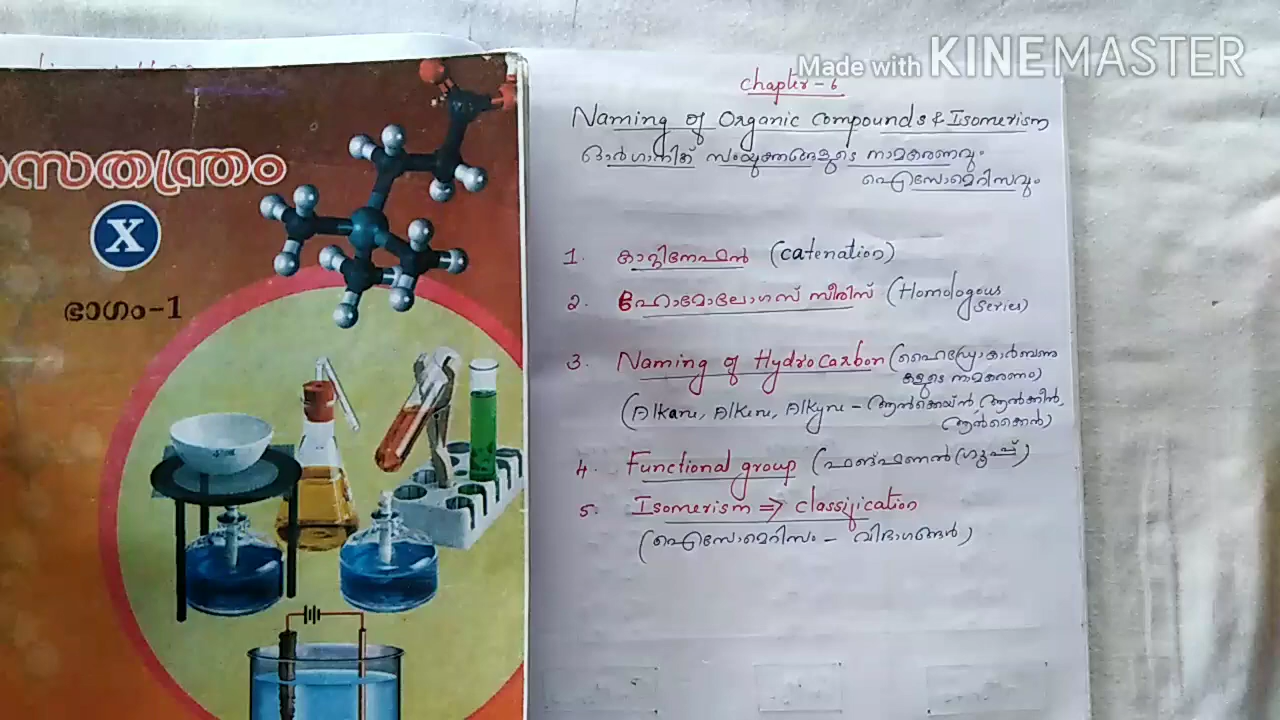 Made with KINEMASTER
സതന്ത്രം
X
ഭാഗം-1
Chapter - 6
Naming of Organic Compounds & Isomerism
ഓർഗാനിക് സംയുക്തങ്ങളുടെ നാമകരണവും
ഐസോമെറിസവും
1. കാറ്റിനേഷൻ (Catenation)
2. ഹോമോലോഗസ് സീരിസ് (Homologous
Series)
3. Naming of Hydrocarbon (ഹൈഡ്രോകാർബണു
കളുടെ നാമകരണം)
(Alkane, Alkene, Alkyne - ആൽക്കെയ്ൻ, ആൽക്കീൻ,
ആൽക്കൈൻ)
4. Functional group (ഫങ്ഷണൽ ഗ്രൂപ്പ്)
5. Isomerism ⇒ classification
(ഐസോമെറിസം - വിഭാഗങ്ങൾ)